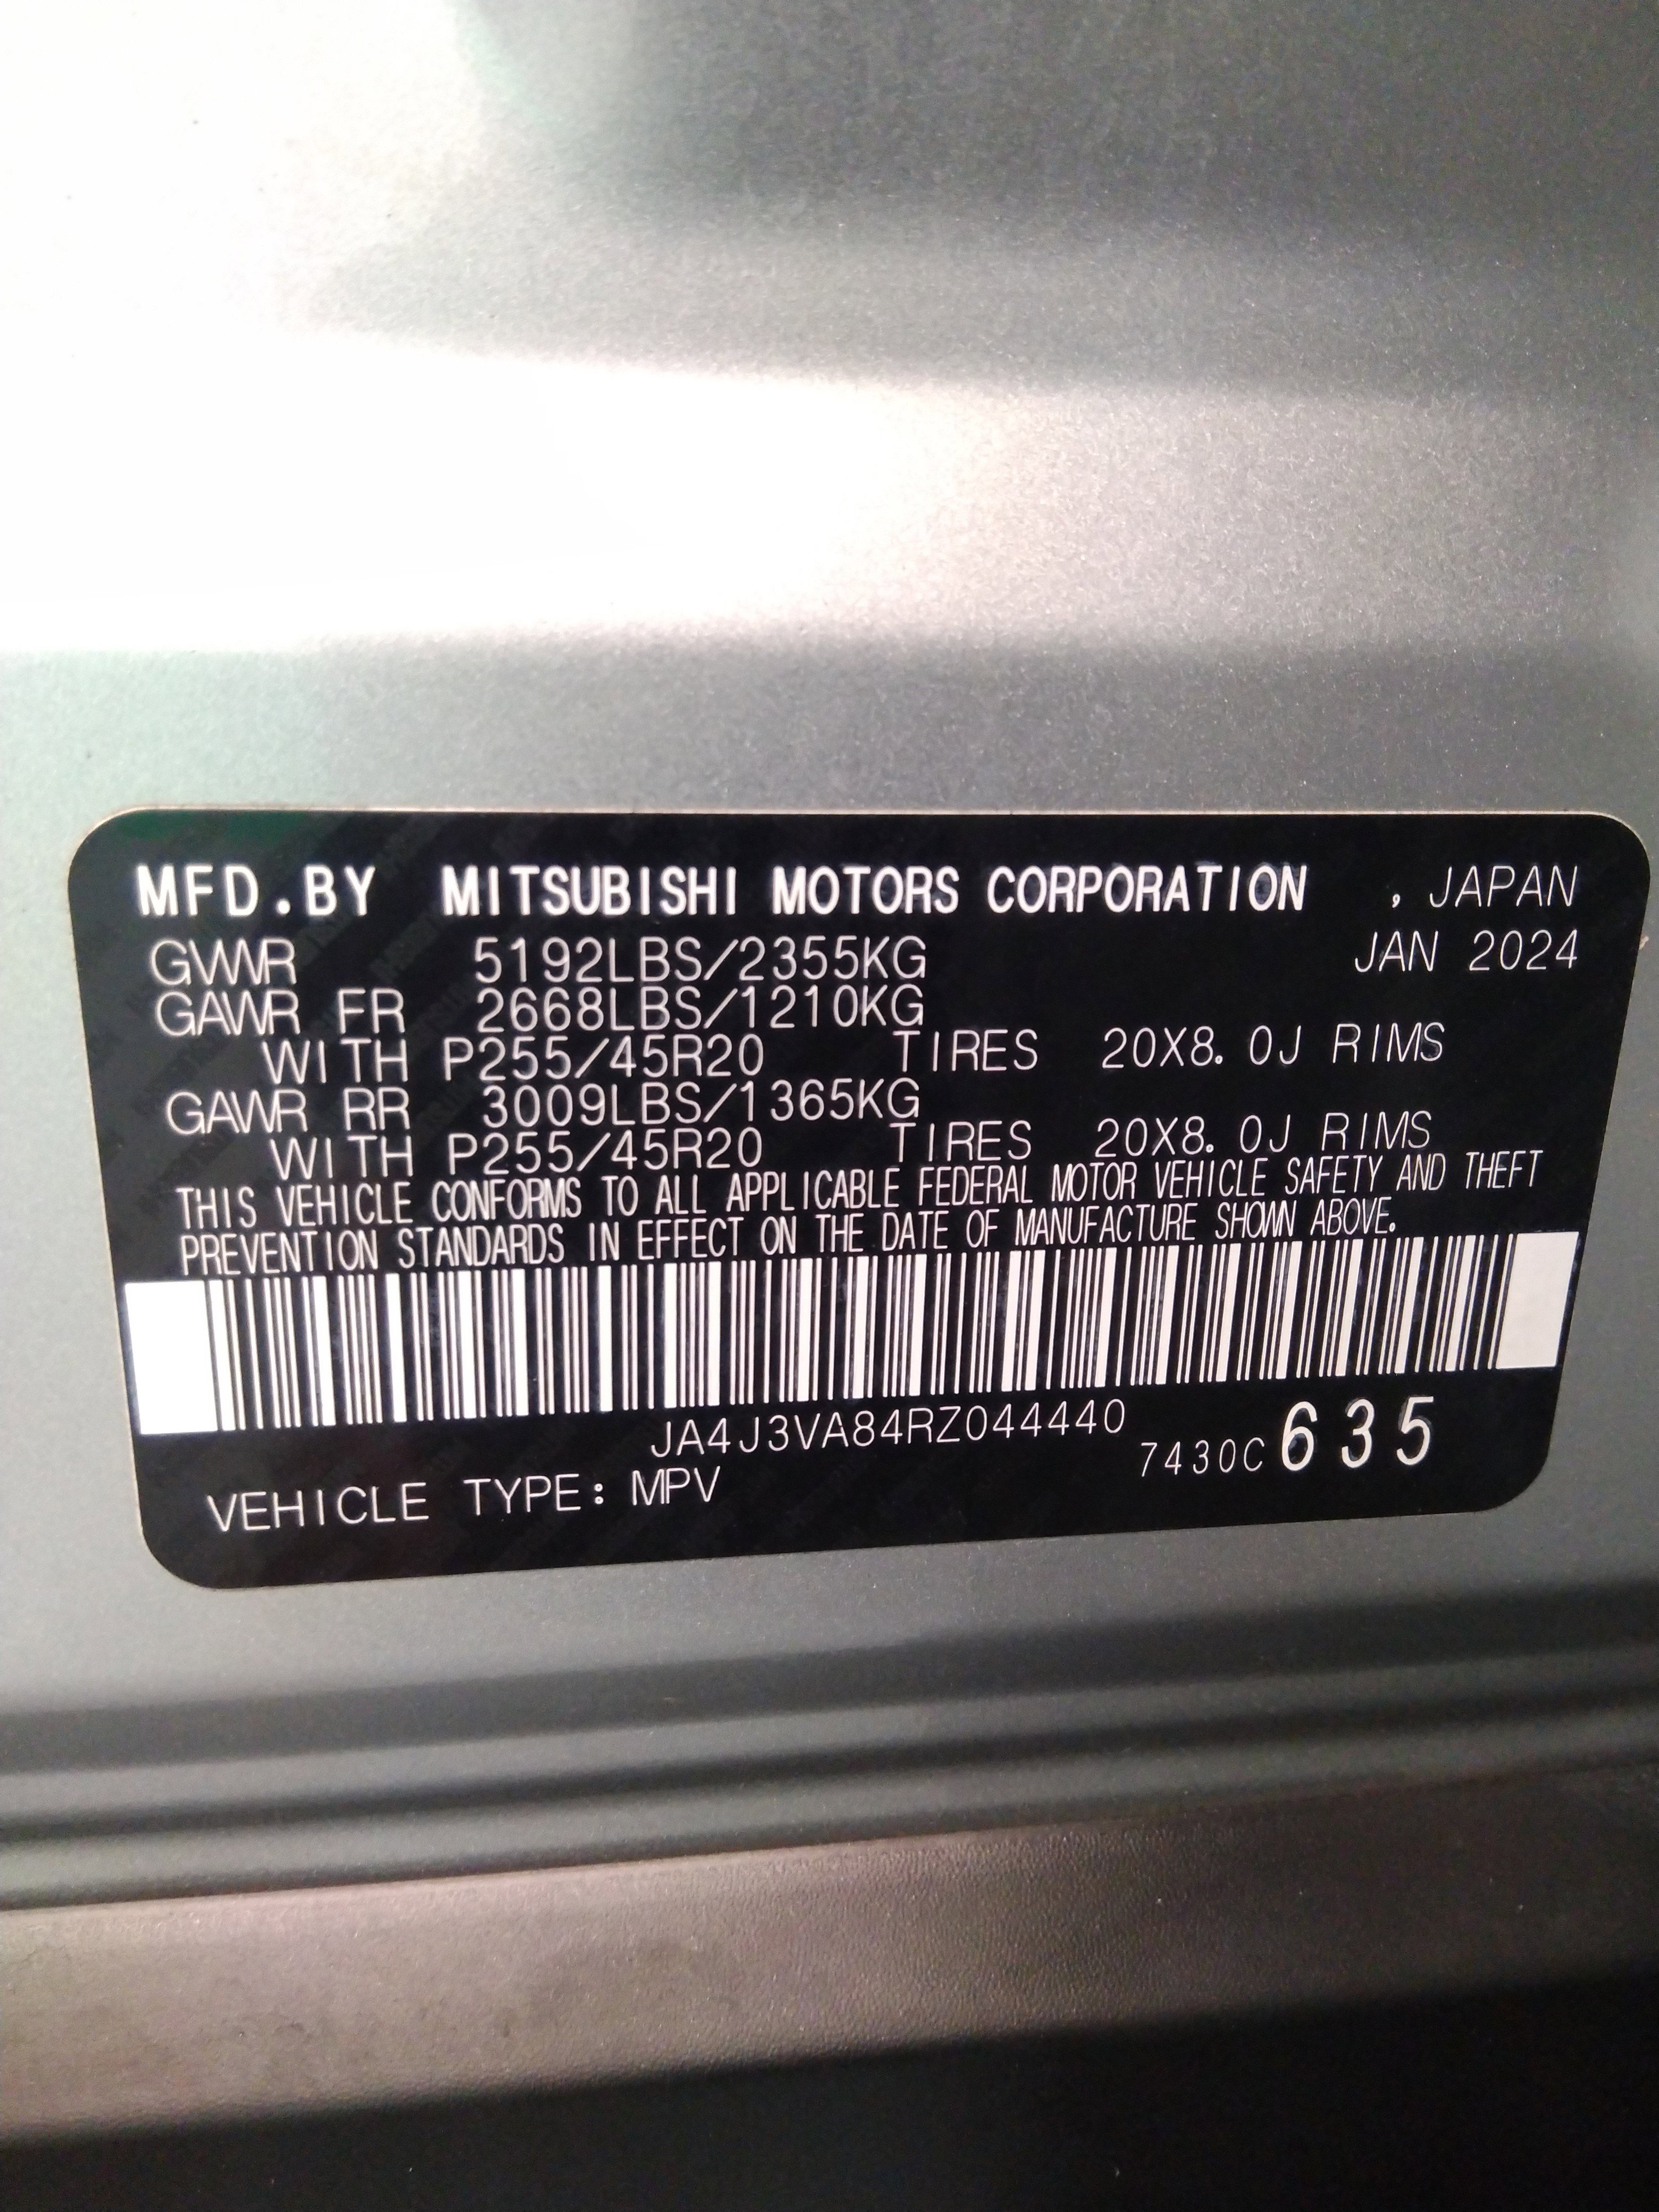 MFD.BY MITSUBISHI MOTORS CORPORATION , JAPAN
GVWR 5192LBS/2355KG JAN 2024
GAWR FR 2668LBS/1210KG
WITH P255/45R20 TIRES 20X8.0J RIMS
GAWR RR 3009LBS/1365KG
WITH P255/45R20 TIRES 20X8.0J RIMS
THIS VEHICLE CONFORMS TO ALL APPLICABLE FEDERAL MOTOR VEHICLE SAFETY AND THEFT
PREVENTION STANDARDS IN EFFECT ON THE DATE OF MANUFACTURE SHOWN ABOVE.
JA4J3VA84RZ044440
7430C635
VEHICLE TYPE: MPV